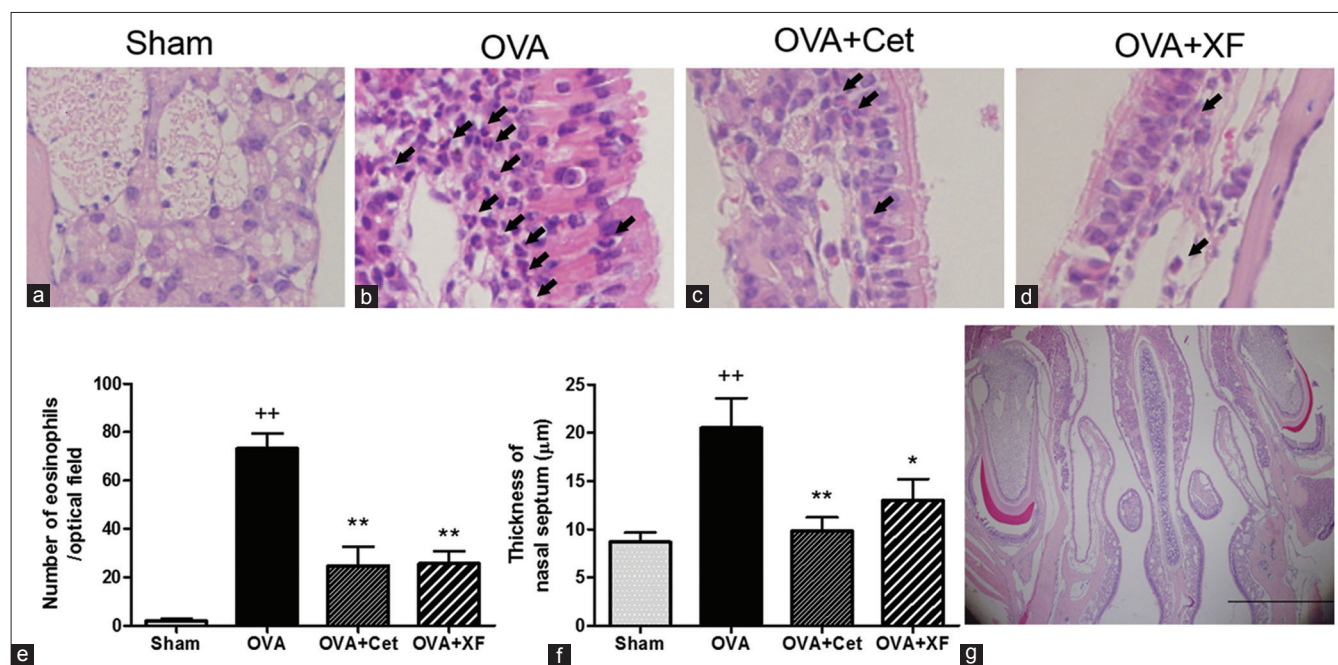 Sham
OVA
OVA+Cet
OVA+XF
a
b
c
d
Number of eosinophils
/optical field
100
80
60
40
20
0
++
**
**
Sham
OVA
OVA+Cet
OVA+XF
e
Thickness of
nasal septum (μm)
25
20
15
10
5
0
++
**
*
Sham
OVA
OVA+Cet
OVA+XF
f
g